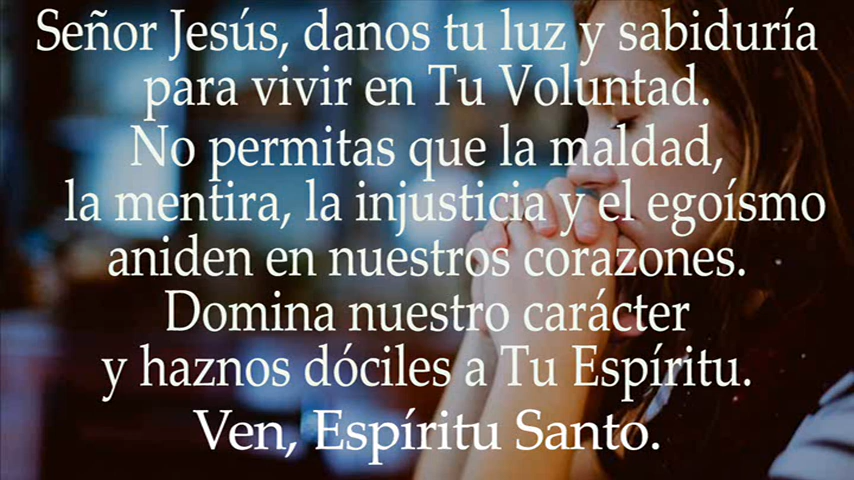 Señor Jesús, danos tu luz y sabiduría
para vivir en Tu Voluntad.
No permitas que la maldad,
la mentira, la injusticia y el egoísmo
aniden en nuestros corazones.
Domina nuestro carácter
y haznos dóciles a Tu Espíritu.
Ven, Espíritu Santo.